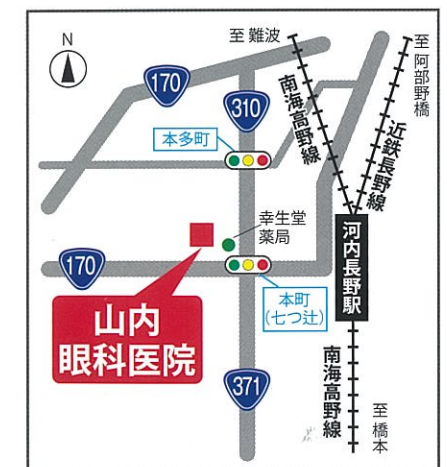 N
至難波
至阿部野橋
170
310
南海高野線
近鉄長野線
本多町
幸生堂
薬局
河内長野駅
170
本町
(七つ辻)
山内
眼科医院
371
南海高野線
至橋本